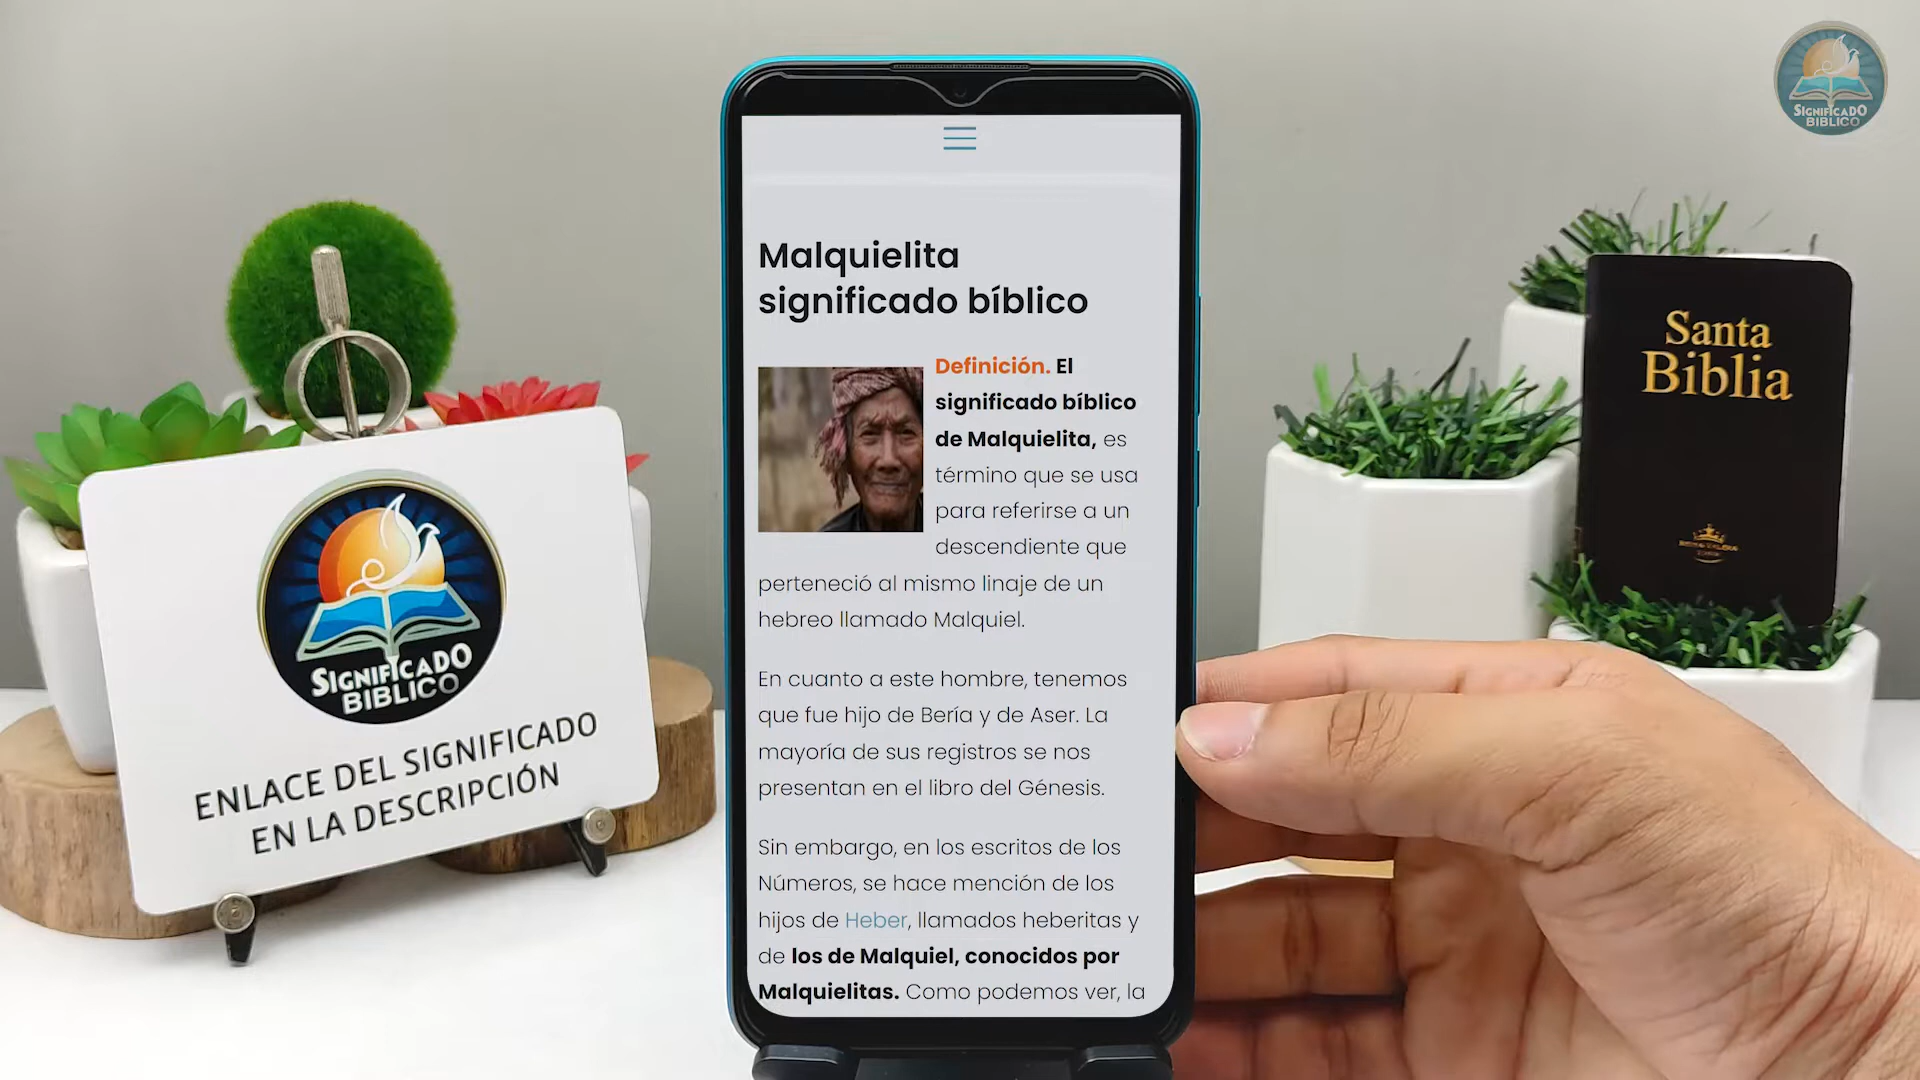 SIGNIFICADO
BIBLICO
Malquielita
significado bíblico
Definición. El
significado bíblico
de Malquielita, es
término que se usa
para referirse a un
descendiente que
perteneció al mismo linaje de un
hebreo llamado Malquiel.
En cuanto a este hombre, tenemos
que fue hijo de Bería y de Aser. La
mayoría de sus registros se nos
presentan en el libro del Génesis.
Sin embargo, en los escritos de los
Números, se hace mención de los
hijos de Heber, llamados heberitas y
de los de Malquiel, conocidos por
Malquielitas. Como podemos ver, la
SIGNIFICADO
BIBLICO
ENLACE DEL SIGNIFICADO
EN LA DESCRIPCIÓN
Santa
Biblia